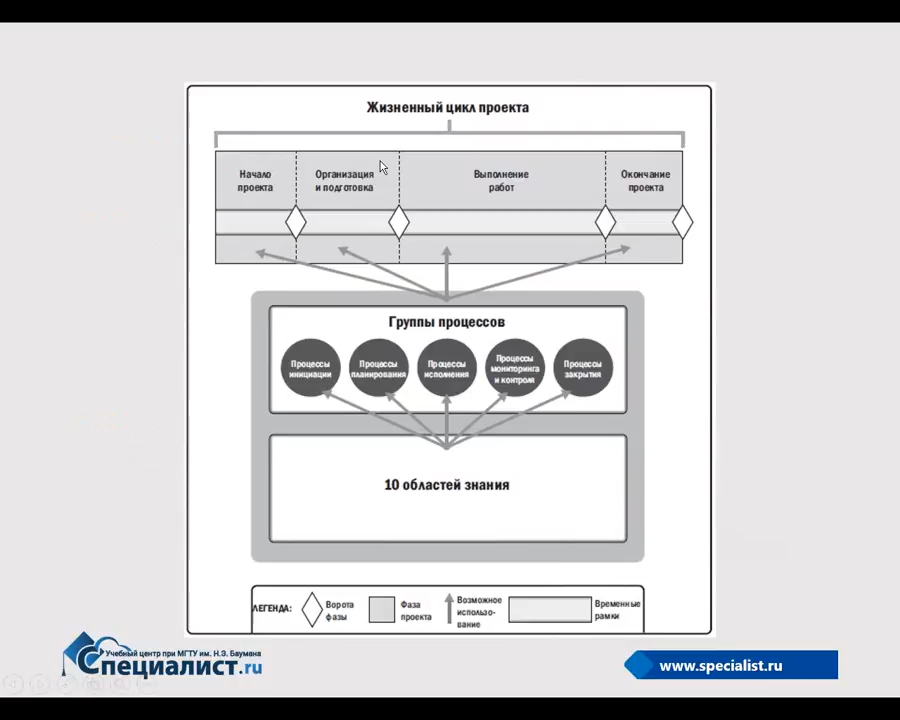 Жизненный цикл проекта
Начало
проекта
Организация
и подготовка
Выполнение
работ
Окончание
проекта
Группы процессов
Процессы
инициации
Процессы
планирования
Процессы
исполнения
Процессы
мониторинга
и контроля
Процессы
закрытия
10 областей знания
ЛЕГЕНДА:
Ворота
фазы
Фаза
проекта
Возможное
использо-
вание
Временные
рамки
Учебный центр при МГТУ им. Н.Э. Баумана
Специалист.ru
www.specialist.ru